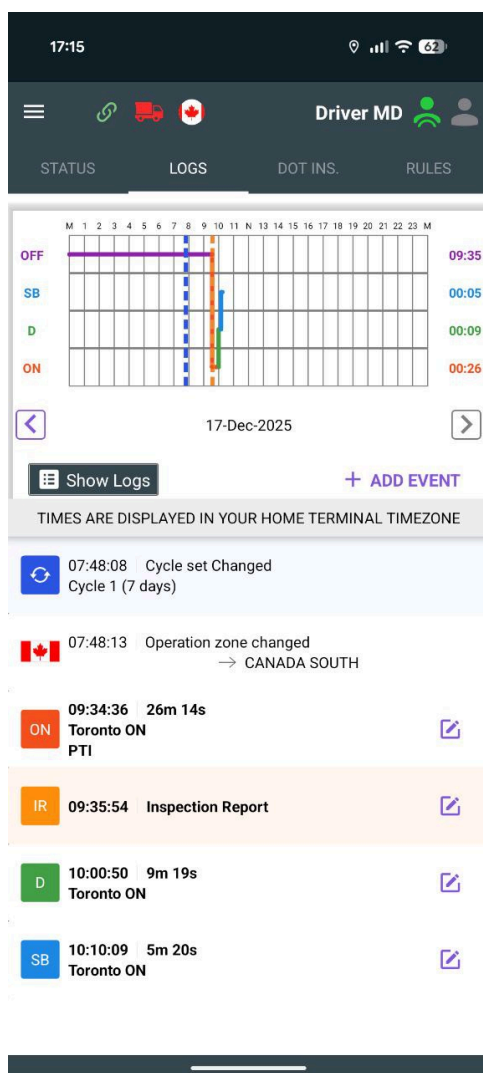 17:15 62
Driver MD
STATUS LOGS DOT INS. RULES
M 1 2 3 4 5 6 7 8 9 10 11 N 13 14 15 16 17 18 19 20 21 22 23 M
OFF 09:35
SB 00:05
D 00:09
ON 00:26
17-Dec-2025
Show Logs + ADD EVENT
TIMES ARE DISPLAYED IN YOUR HOME TERMINAL TIMEZONE
07:48:08 Cycle set Changed
Cycle 1 (7 days)
07:48:13 Operation zone changed
→ CANADA SOUTH
09:34:36 26m 14s
ON Toronto ON
PTI
IR 09:35:54 Inspection Report
10:00:50 9m 19s
D Toronto ON
10:10:09 5m 20s
SB Toronto ON